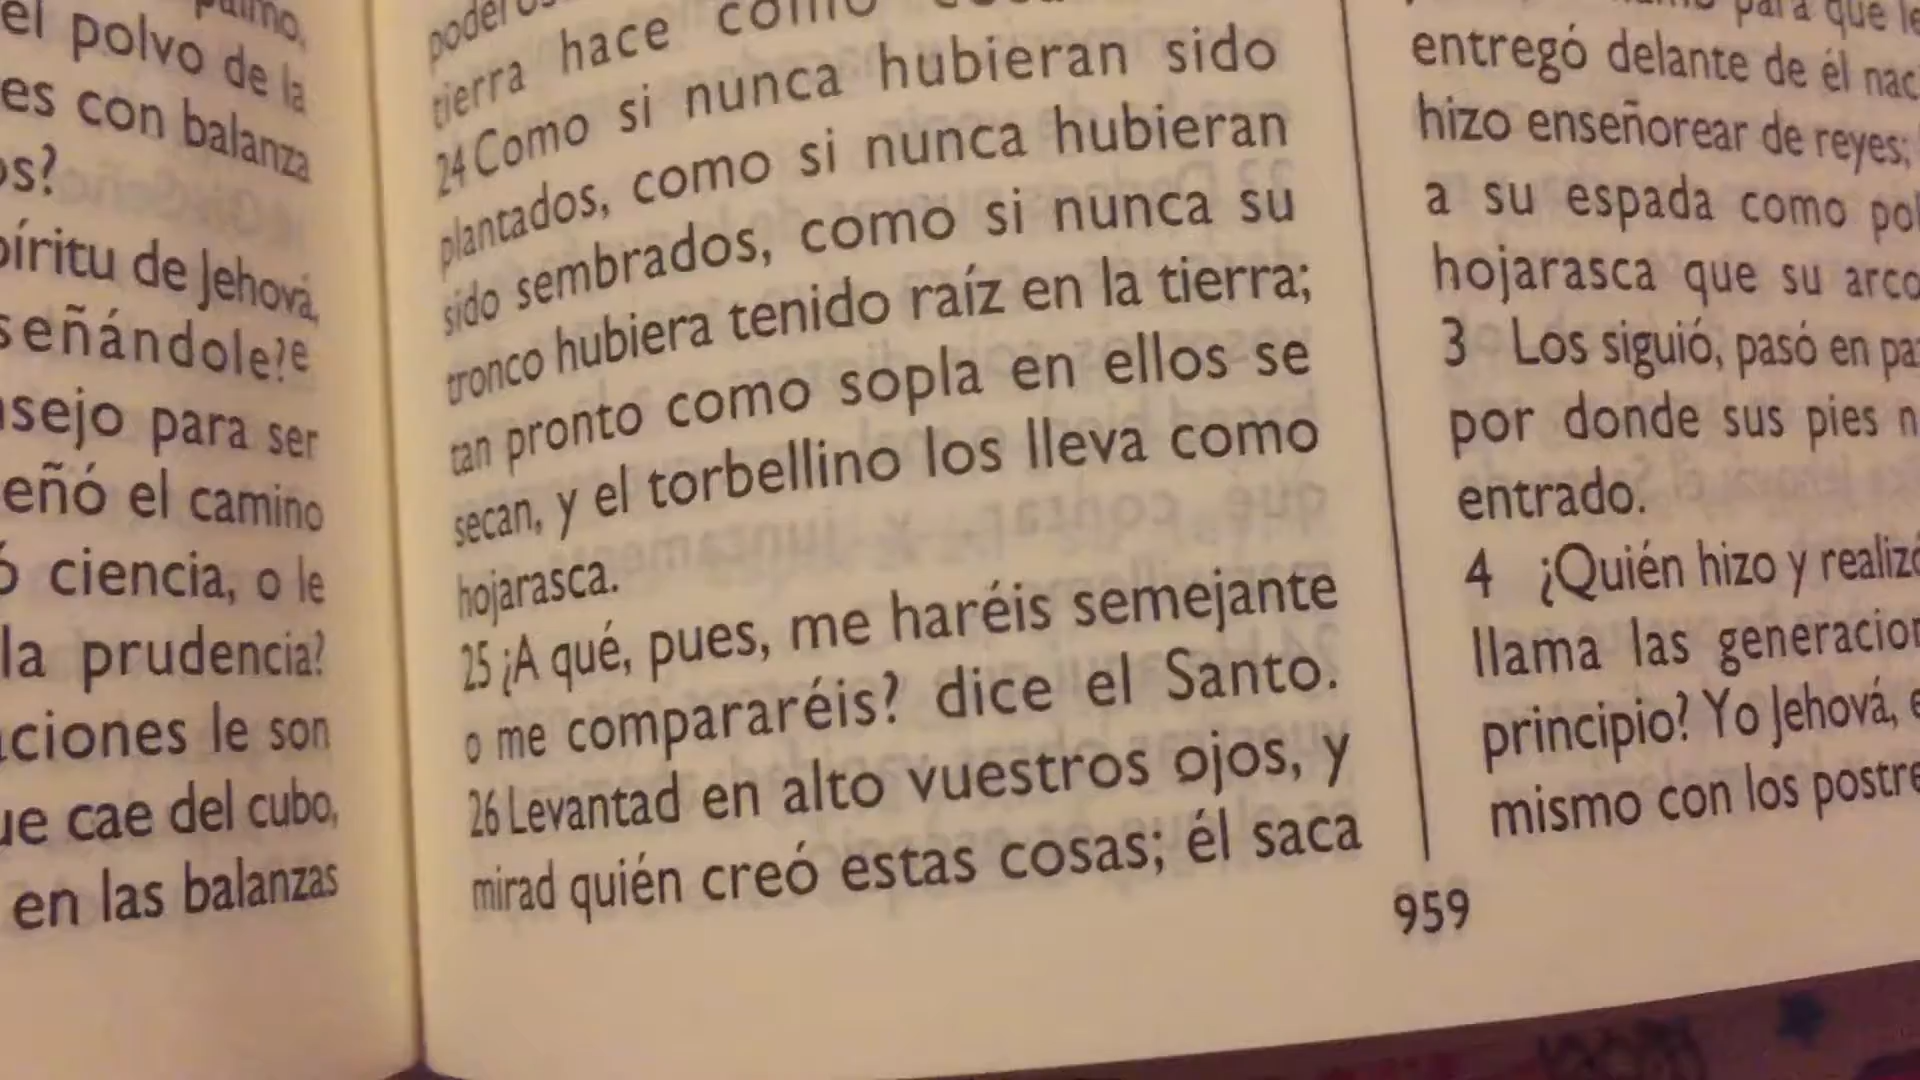 palmo,
el polvo de la
es con balanza
os?
píritu de Jehová,
señándole?e
nsejo para ser
eñó el camino
ó ciencia, o le
la prudencia?
aciones le son
ue cae del cubo,
en las balanzas
tierra hace como
24 Como si nunca hubieran sido
plantados, como si nunca hubieran
sido sembrados, como si nunca su
tronco hubiera tenido raíz en la tierra;
tan pronto como sopla en ellos se
secan, y el torbellino los lleva como
hojarasca.
25 ¿A qué, pues, me haréis semejante
o me compararéis? dice el Santo.
26 Levantad en alto vuestros ojos, y
mirad quién creó estas cosas; él saca
para que le
entregó delante de él nac
hizo enseñorear de reyes;
a su espada como pol
hojarasca que su arco
3 Los siguió, pasó en paz
por donde sus pies n
entrado.
4 ¿Quién hizo y realizó
llama las generacion
principio? Yo Jehová, e
mismo con los postre
959